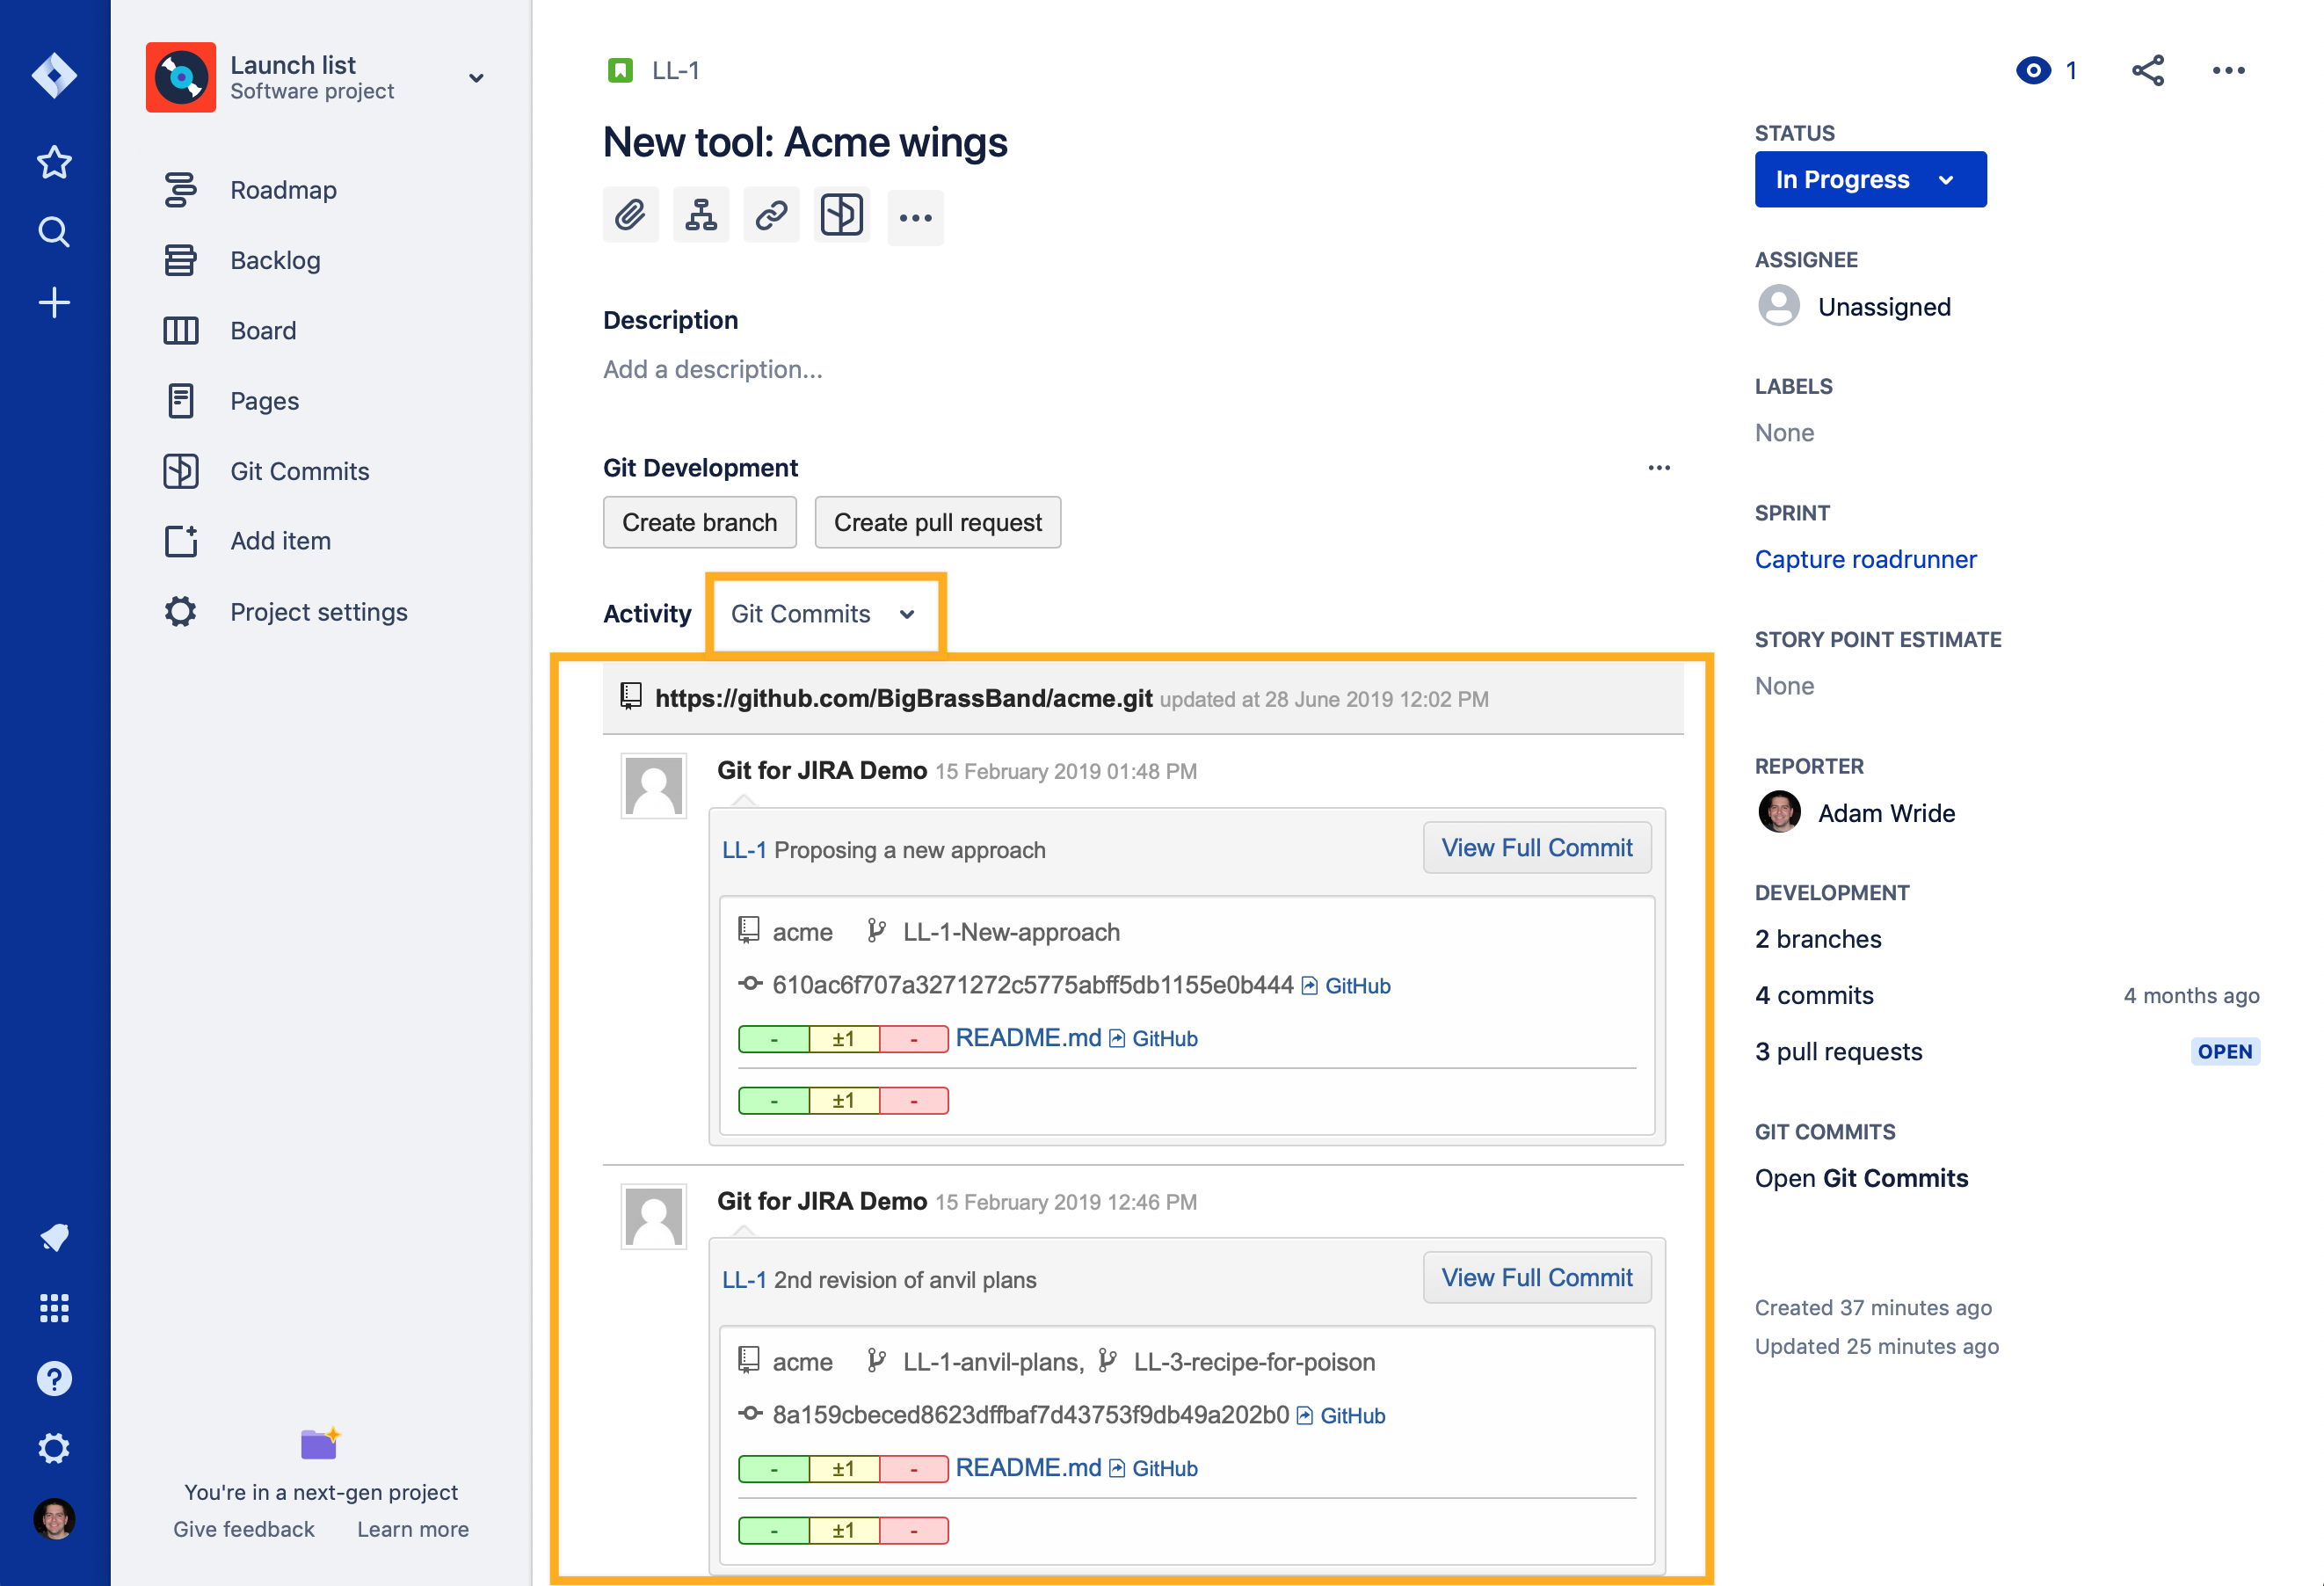 Launch list
Software project
Roadmap
Backlog
Board
Pages
Git Commits
Add item
Project settings
You're in a next-gen project
Give feedback Learn more
LL-1
New tool: Acme wings
Description
Add a description...
Git Development
Create branch Create pull request
Activity Git Commits
https://github.com/BigBrassBand/acme.git updated at 28 June 2019 12:02 PM
Git for JIRA Demo 15 February 2019 01:48 PM
LL-1 Proposing a new approach View Full Commit
acme LL-1-New-approach
610ac6f707a3271272c5775abff5db1155e0b444 GitHub
- ±1 - README.md GitHub
- ±1 -
Git for JIRA Demo 15 February 2019 12:46 PM
LL-1 2nd revision of anvil plans View Full Commit
acme LL-1-anvil-plans, LL-3-recipe-for-poison
8a159cbeced8623dffbaf7d43753f9db49a202b0 GitHub
- ±1 - README.md GitHub
- ±1 -
1
STATUS
In Progress
ASSIGNEE
Unassigned
LABELS
None
SPRINT
Capture roadrunner
STORY POINT ESTIMATE
None
REPORTER
Adam Wride
DEVELOPMENT
2 branches
4 commits 4 months ago
3 pull requests OPEN
GIT COMMITS
Open Git Commits
Created 37 minutes ago
Updated 25 minutes ago